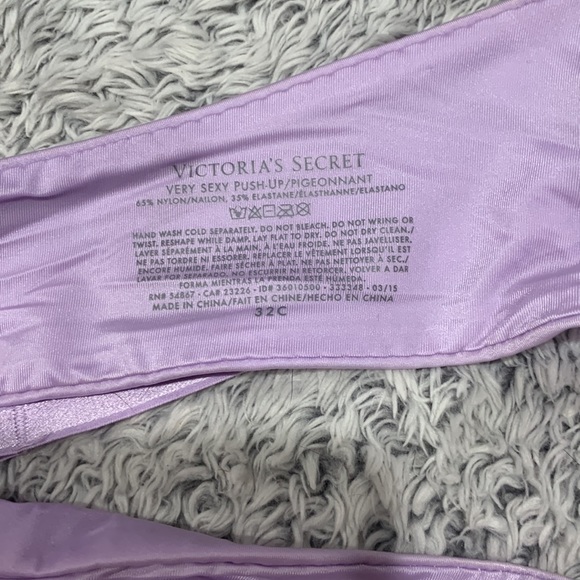 VICTORIA'S SECRET
VERY SEXY PUSH-UP/PIGEONNANT
65% NYLON/NAILON, 35% ELASTANE/ÉLASTHANNE/ELASTANO
HAND WASH COLD SEPARATELY. DO NOT BLEACH. DO NOT WRING OR
TWIST. RESHAPE WHILE DAMP. LAY FLAT TO DRY. DO NOT DRY CLEAN./
LAVER SÉPARÉMENT À LA MAIN, À L'EAU FROIDE. NE PAS JAVELLISER.
NE PAS TORDRE NI ESSORER. REPLACER LE VÊTEMENT LORSQU'IL EST
ENCORE HUMIDE. FAIRE SÉCHER À PLAT. NE PAS NETTOYER À SEC./
LAVAR FOR SEPARADO. NO ESCURRIR NI RETORCER. VOLVER A DAR
FORMA MIENTRAS LA PRENDA ESTÉ HÚMEDA.
RN# 54867 - CA# 23226 - ID# 36010500 - 333348 - 03/15
MADE IN CHINA/FAIT EN CHINE/HECHO EN CHINA
32C